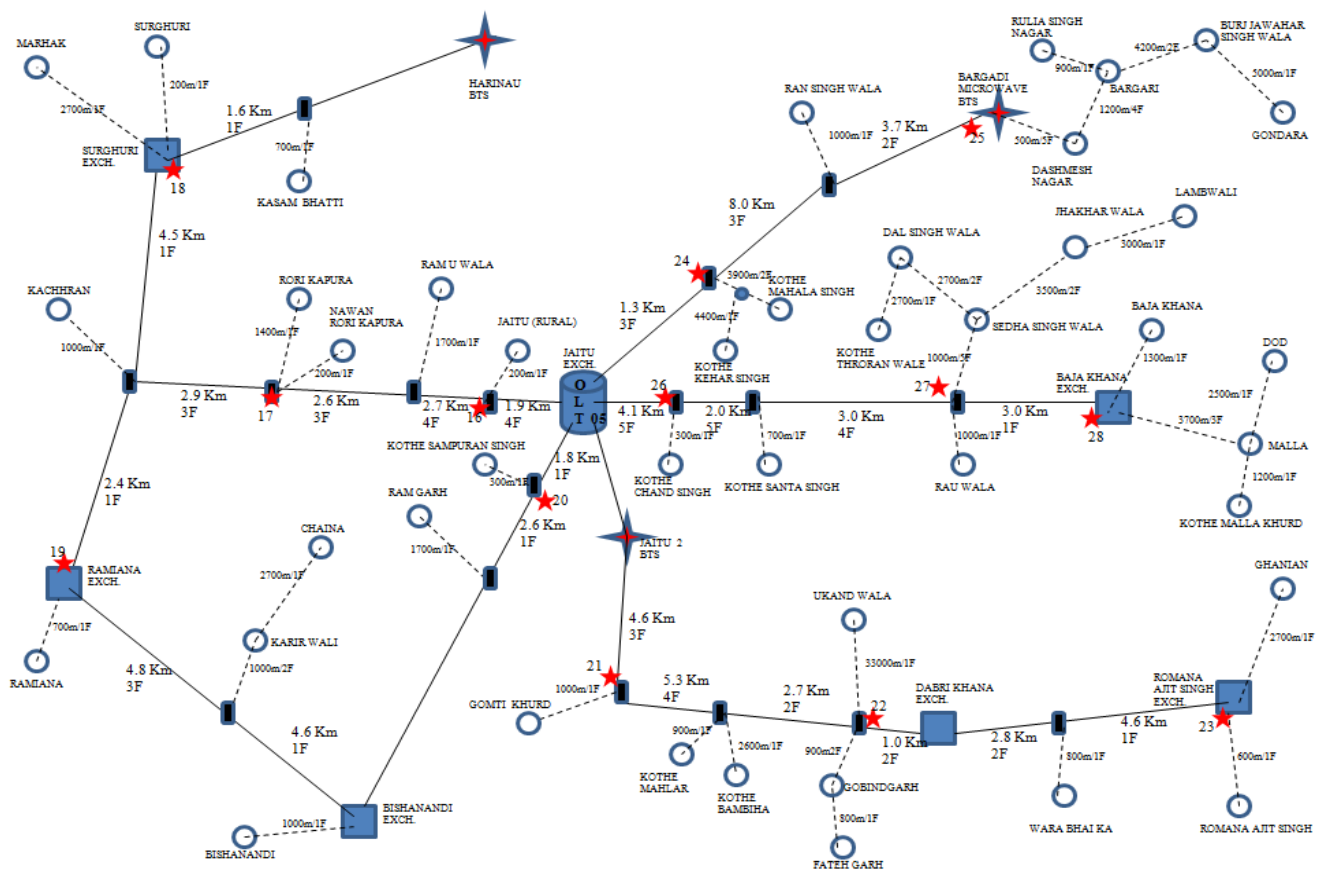 SURGHURI
MARHAK
200m/1F
2700m/1F
1.6 Km
1F
HARINAU
BTS
700m/1F
KASAM BHATTI
SURGHURI
EXCH.
18
4.5 Km
1F
KACHHRAN
1000m/1F
RORI KAPURA
NAWAN
RORI KAPURA
1400m/1F
200m/1F
RAM U WALA
1700m/1F
JAITU (RURAL)
200m/1F
2.9 Km
3F
17
2.6 Km
3F
2.7 Km
4F
16
1.9 Km
4F
JAITU
EXCH.
O
L
T 05
RULIA SINGH
NAGAR
BURJ JAWAHAR
SINGH WALA
4200m/2E
900m/1F
BARGARI
5000m/1F
GONDARA
1200m/4F
BARGADI
MICROWAVE
BTS
25
500m/5F
DASHMESH
NAGAR
RAN SINGH WALA
1000m/1F
3.7 Km
2F
8.0 Km
3F
24
3900m/2F
KOTHE
MAHALA SINGH
4400m/1F
1.3 Km
3F
KOTHE
KEHAR SINGH
LAMBWALI
JHAKHAR WALA
3000m/1F
DAL SINGH WALA
2700m/2F
2700m/1F
3500m/2F
SEDHA SINGH WALA
KOTHE
THRORAN WALE
1000m/5F
27
BAJA KHANA
1300m/1F
BAJA KHANA
EXCH.
28
DOD
2500m/1F
3700m/3F
MALLA
1200m/1F
KOTHE MALLA KHURD
26
4.1 Km
5F
2.0 Km
5F
3.0 Km
4F
3.0 Km
1F
300m/1F
KOTHE
CHAND SINGH
700m/1F
KOTHE SANTA SINGH
1000m/1F
RAU WALA
KOTHE SAMPURAN SINGH
300m/1F
1.8 Km
1F
20
2.6 Km
1F
RAM GARH
1700m/1F
JAITU 2
BTS
2.4 Km
1F
19
RAMIANA
EXCH.
700m/1F
RAMIANA
CHAINA
2700m/1F
KARIR WALI
1000m/2F
4.8 Km
3F
4.6 Km
1F
BISHANANDI
EXCH.
1000m/1F
BISHANANDI
4.6 Km
3F
21
1000m/1F
GOMTI KHURD
5.3 Km
4F
900m/1F
KOTHE
MAHLAR
2600m/1F
KOTHE
BAMBIHA
2.7 Km
2F
UKAND WALA
33000m/1F
22
900m2F
GOBINDGARH
800m/1F
FATEH GARH
1.0 Km
2F
DABRI KHANA
EXCH.
2.8 Km
2F
800m/1F
WARA BHAI KA
4.6 Km
1F
ROMANA
AJIT SINGH
EXCH.
23
GHANIAN
2700m/1F
600m/1F
ROMANA AJIT SINGH